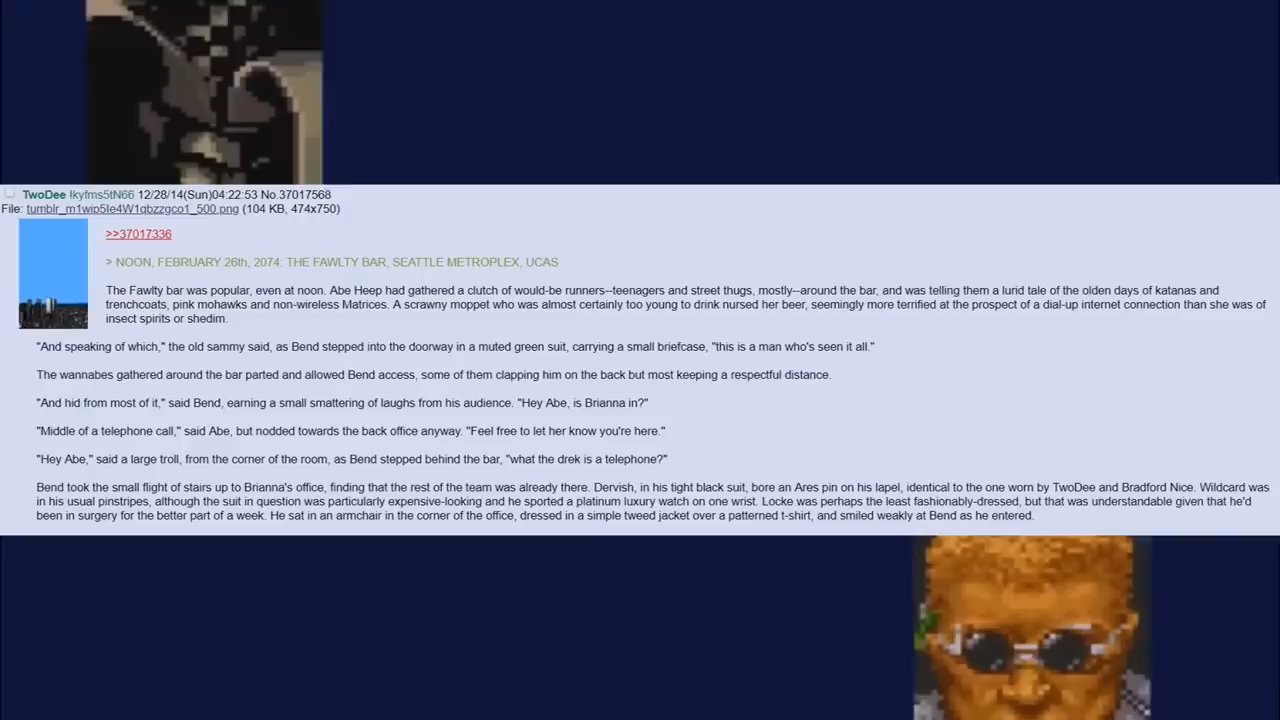 TwoDee !kyfms5tN66 12/28/14(Sun)04:22:53 No.37017568
File: tumblr_m1wip5Ie4W1qbzzgco1_500.png (104 KB, 474x750)
>>37017336
> NOON, FEBRUARY 26th, 2074: THE FAWLTY BAR, SEATTLE METROPLEX, UCAS
The Fawlty bar was popular, even at noon. Abe Heep had gathered a clutch of would-be runners--teenagers and street thugs, mostly--around the bar, and was telling them a lurid tale of the olden days of katanas and
trenchcoats, pink mohawks and non-wireless Matrices. A scrawny moppet who was almost certainly too young to drink nursed her beer, seemingly more terrified at the prospect of a dial-up internet connection than she was of
insect spirits or shedim.
"And speaking of which," the old sammy said, as Bend stepped into the doorway in a muted green suit, carrying a small briefcase, "this is a man who's seen it all."
The wannabes gathered around the bar parted and allowed Bend access, some of them clapping him on the back but most keeping a respectful distance.
"And hid from most of it," said Bend, earning a small smattering of laughs from his audience. "Hey Abe, is Brianna in?"
"Middle of a telephone call," said Abe, but nodded towards the back office anyway. "Feel free to let her know you're here."
"Hey Abe," said a large troll, from the corner of the room, as Bend stepped behind the bar, "what the drek is a telephone?"
Bend took the small flight of stairs up to Brianna's office, finding that the rest of the team was already there. Dervish, in his tight black suit, bore an Ares pin on his lapel, identical to the one worn by TwoDee and Bradford Nice. Wildcard was
in his usual pinstripes, although the suit in question was particularly expensive-looking and he sported a platinum luxury watch on one wrist. Locke was perhaps the least fashionably-dressed, but that was understandable given that he'd
been in surgery for the better part of a week. He sat in an armchair in the corner of the office, dressed in a simple tweed jacket over a patterned t-shirt, and smiled weakly at Bend as he entered.